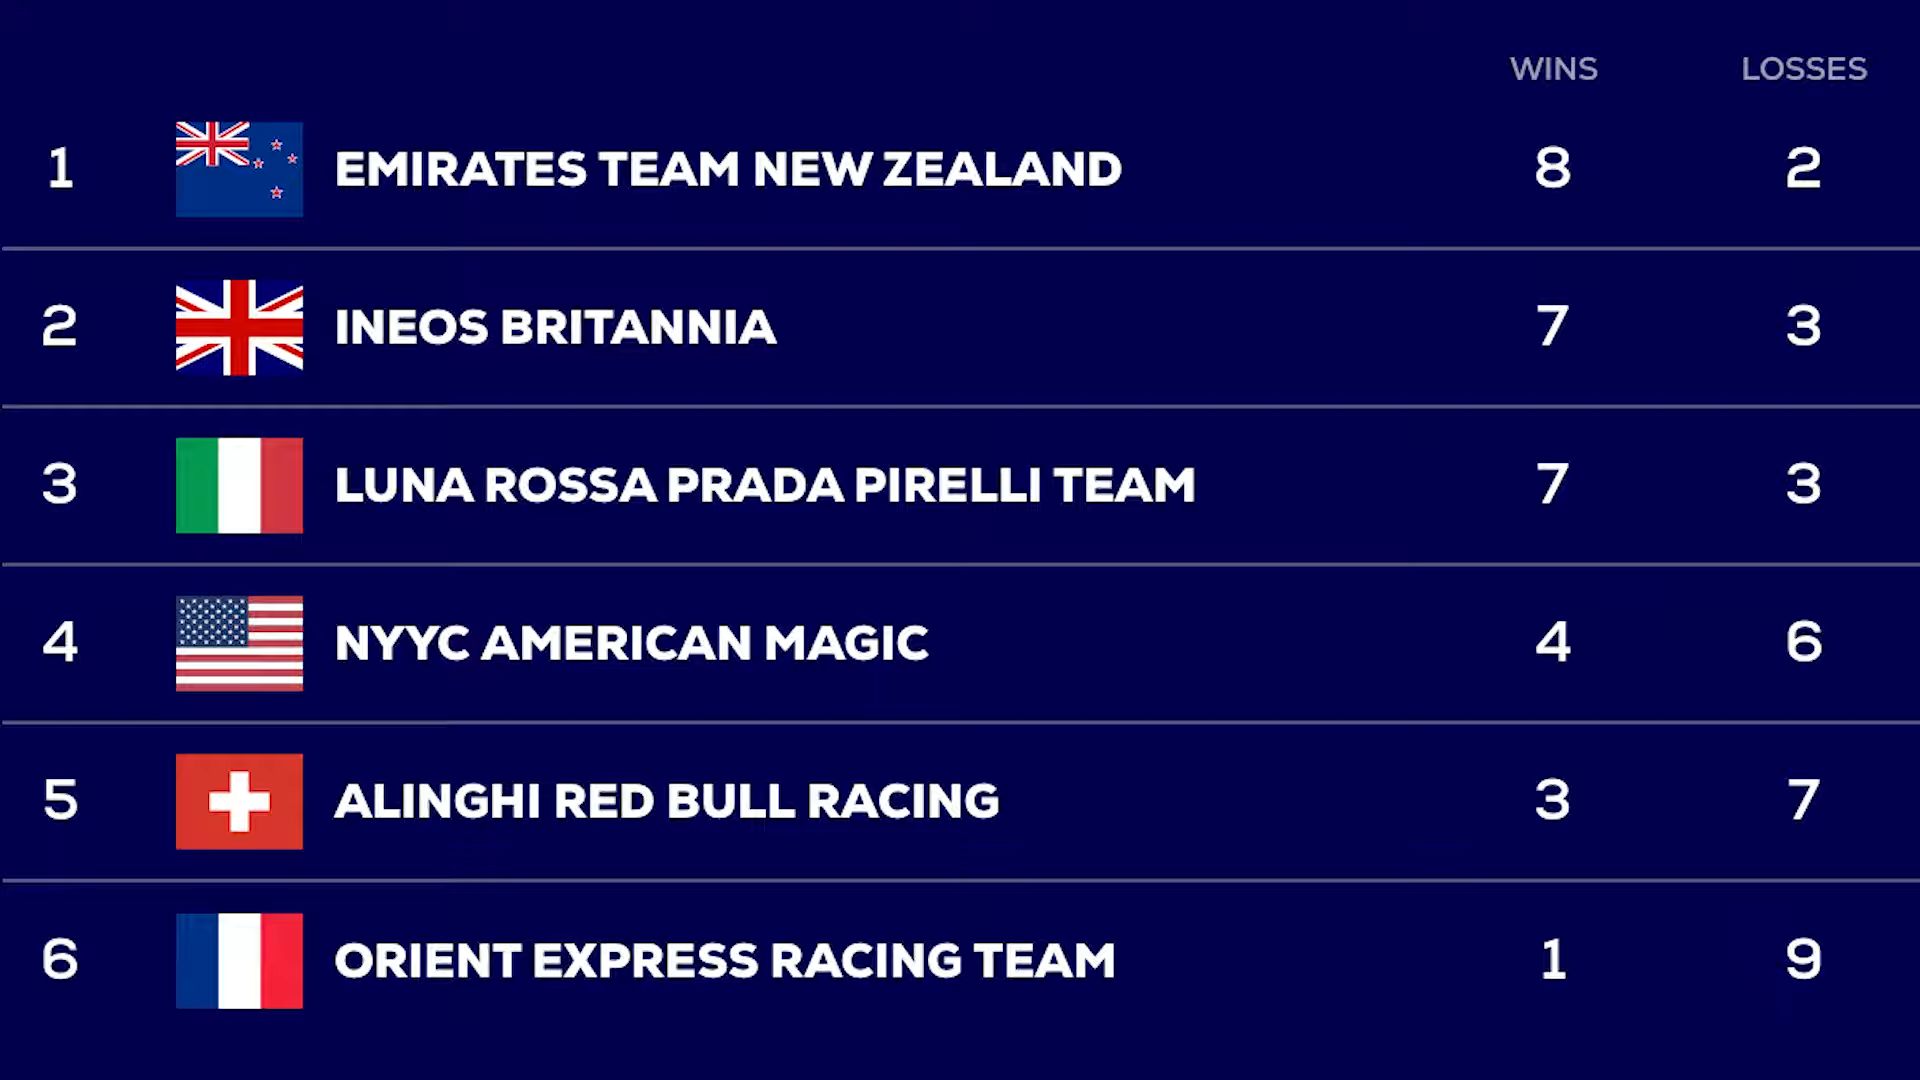 WINS LOSSES
1 EMIRATES TEAM NEW ZEALAND 8 2
2 INEOS BRITANNIA 7 3
3 LUNA ROSSA PRADA PIRELLI TEAM 7 3
4 NYYC AMERICAN MAGIC 4 6
5 ALINGHI RED BULL RACING 3 7
6 ORIENT EXPRESS RACING TEAM 1 9